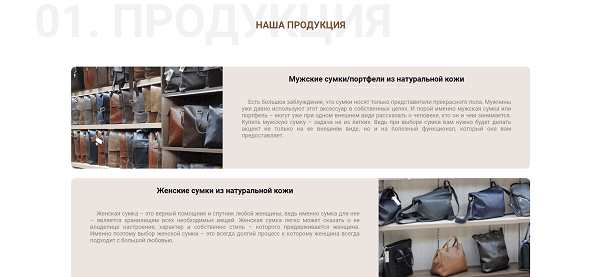 01. ПРОДУКЦИЯ
НАША ПРОДУКЦИЯ
Мужские сумки/портфели из натуральной кожи
Есть большое заблуждение, что сумки носят только представители прекрасного пола. Мужчины
уже давно используют этот аксессуар в собственных целях. И порой именно мужская сумка или
портфель – могут уже при одном внешнем виде рассказать о человеке, кто он и чем занимается.
Купить мужскую сумку – задача не из легких. Ведь при выборе сумки вам нужно будет делать
акцент не только на ее внешнем виде, но и на полезный функционал, который она вам
предоставляет.
Женские сумки из натуральной кожи
Женская сумка – это верный помощник и спутник любой женщины, ведь именно сумка для нее
– является хранилищем всех необходимых вещей. Женская сумка легко может сказать о ее
владелице настроение, характер и собственно стиль – которого придерживается женщина.
Именно поэтому выбор женской сумки – это всегда долгий процесс к которому женщина всегда
подходит с большой любовью.